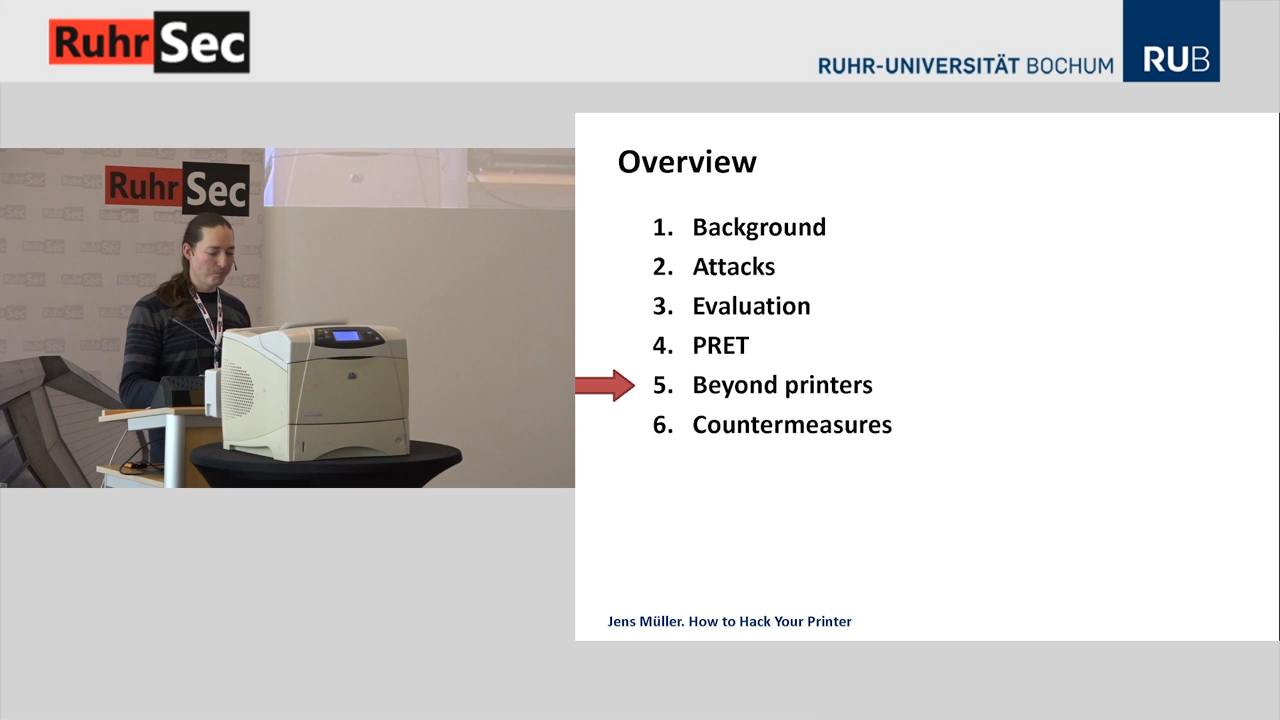 RuhrSec
RUHR-UNIVERSITÄT BOCHUM
RUB
RuhrSec
Overview
1. Background
2. Attacks
3. Evaluation
4. PRET
5. Beyond printers
6. Countermeasures
Jens Müller. How to Hack Your Printer